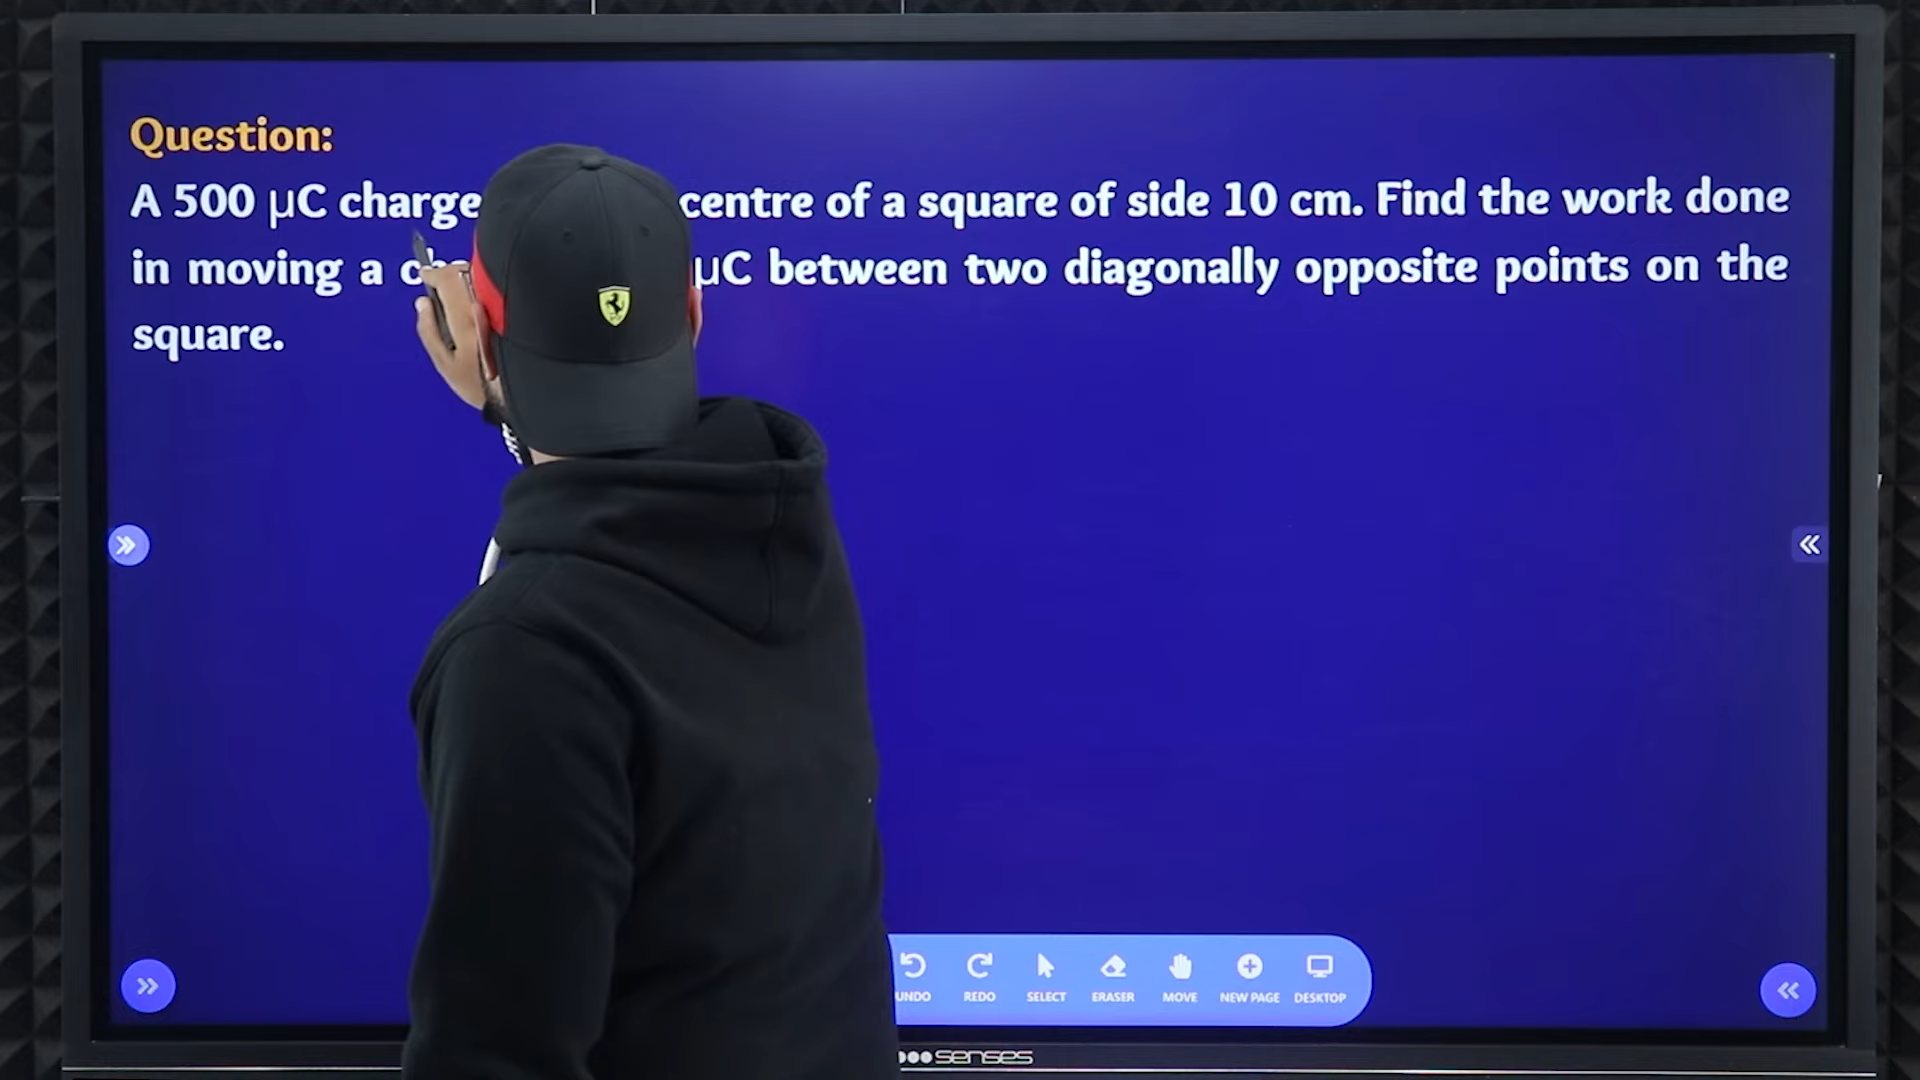 Question:
A 500 µC charge centre of a square of side 10 cm. Find the work done
in moving a µC between two diagonally opposite points on the
square.
UNDO REDO SELECT ERASER MOVE NEW PAGE DESKTOP
senses